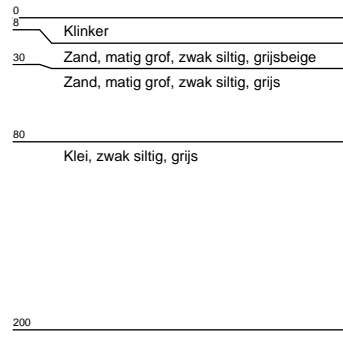 0
8
Klinker
30
Zand, matig grof, zwak siltig, grijsbeige
Zand, matig grof, zwak siltig, grijs
80
Klei, zwak siltig, grijs
200